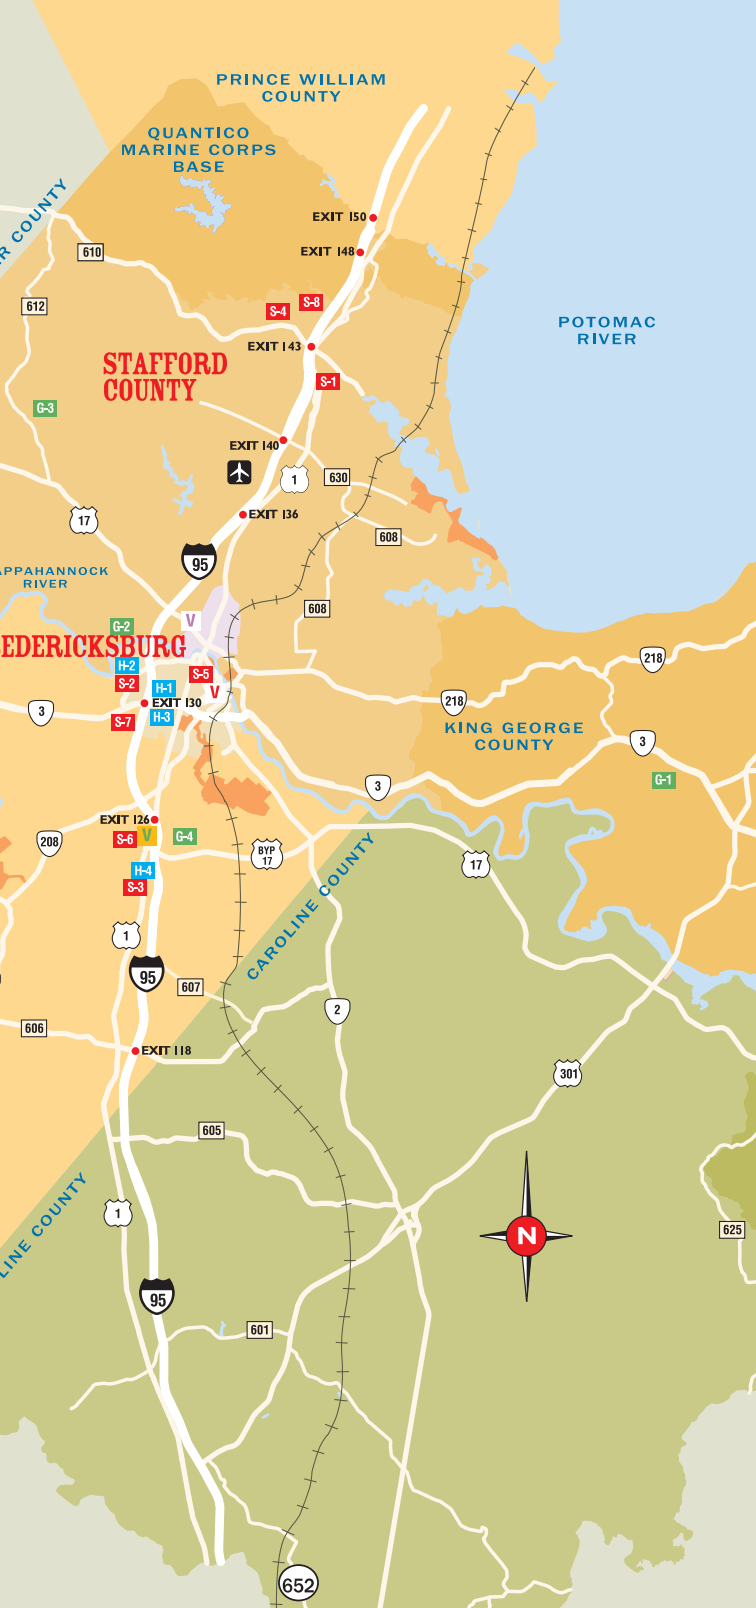 PRINCE WILLIAM
COUNTY
QUANTICO
MARINE CORPS
BASE
R COUNTY
EXIT 150
610
EXIT 148
612
S-4
S-8
POTOMAC
RIVER
EXIT 143
STAFFORD
COUNTY
S-1
G-3
EXIT 140
1
630
17
EXIT 136
608
95
APPAHANNOCK
RIVER
608
G-2
V
EDERICKSBURG
218
H-2
S-5
S-2
H-1
V
218
EXIT 130
3
S-7
H-3
KING GEORGE
COUNTY
3
G-1
3
EXIT 126
S-6
V
G-4
208
BYP
17
17
H-4
S-3
CAROLINE COUNTY
1
95
607
2
606
EXIT 118
301
605
1
N
625
LINE COUNTY
95
601
652